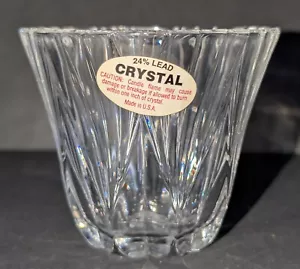 24% LEAD
CRYSTAL
CAUTION: Candle flame may cause
damage or breakage if allowed to burn
within one inch of crystal.
Made in U.S.A.